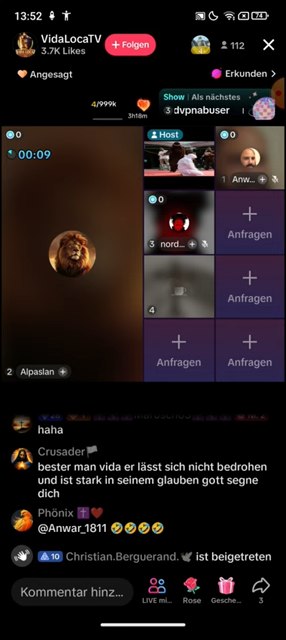 13:52
74
VidaLocaTV
3.7K Likes
+ Folgen
112
Angesagt
Erkunden >
4/999k
3h18m
Show | Als nächstes
3 dvpnabuser
0
00:09
Host
0
1 Anw...
0
3 nord...
4
Anfragen
Anfragen
Anfragen
Anfragen
Anfragen
2 Alpaslan
haha
Crusader
bester man vida er lässt sich nicht bedrohen
und ist stark in seinem glauben gott segne
dich
Phönix ✝️❤️
@Anwar_1811 🤣🤣🤣🤣
10 Christian.Berguerand.🕊 ist beigetreten
Kommentar hinz...
LIVE mi...
Rose
Gesche...
3